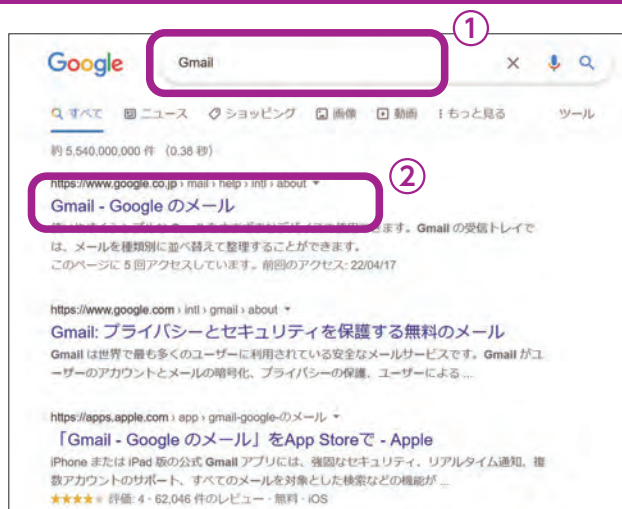 ①
Google Gmail
すべて ニュース ショッピング 画像 動画 もっと見る ツール
約 5,540,000,000 件 (0.38 秒)
②
https://www.google.co.jp › mail › help › intl › about
Gmail - Google のメール
きます。Gmail の受信トレイで
は、メールを種類別に並べ替えて整理することができます。
このページに 5 回アクセスしています。前回のアクセス: 22/04/17
https://www.google.com › intl › gmail › about
Gmail: プライバシーとセキュリティを保護する無料のメール
Gmail は世界で最も多くのユーザーに利用されている安全なメールサービスです。Gmail がユ
ーザーのアカウントとメールの暗号化、プライバシーの保護、ユーザーによる ...
https://apps.apple.com › app › gmail-google-のメール
「Gmail - Google のメール」をApp Storeで - Apple
iPhone または iPad 版の公式 Gmail アプリには、強固なセキュリティ、リアルタイム通知、複
数アカウントのサポート、すべてのメールを対象とした検索などの機能が ...
★★★★★ 評価: 4 · 62,046 件のレビュー · 無料 · iOS